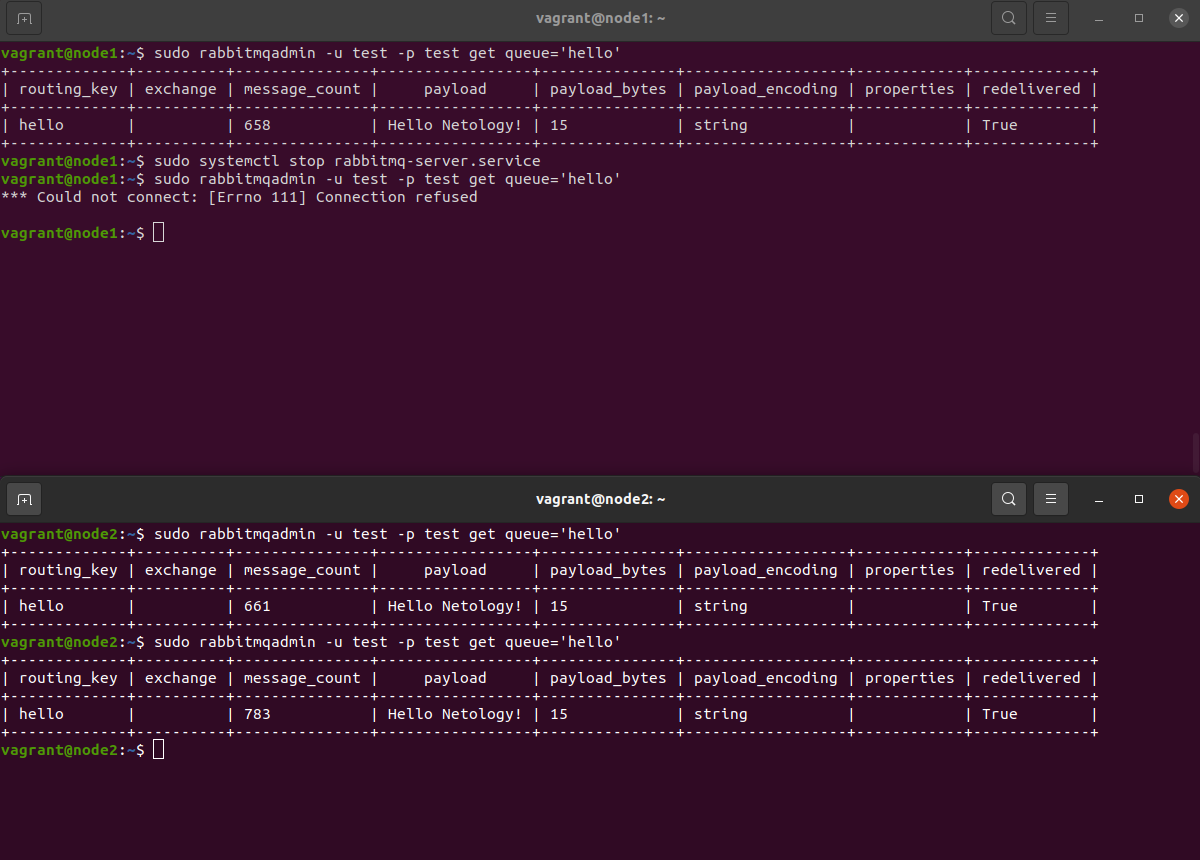 vagrant@node1: ~
vagrant@node1:~$ sudo rabbitmqadmin -u test -p test get queue='hello'
+-------------+----------+---------------+-----------------+---------------+------------------+------------+-------------+
| routing_key | exchange | message_count |     payload     | payload_bytes | payload_encoding | properties | redelivered |
+-------------+----------+---------------+-----------------+---------------+------------------+------------+-------------+
| hello       |          | 658           | Hello Netology! | 15            | string           |            | True        |
+-------------+----------+---------------+-----------------+---------------+------------------+------------+-------------+
vagrant@node1:~$ sudo systemctl stop rabbitmq-server.service
vagrant@node1:~$ sudo rabbitmqadmin -u test -p test get queue='hello'
*** Could not connect: [Errno 111] Connection refused
vagrant@node1:~$
vagrant@node2: ~
vagrant@node2:~$ sudo rabbitmqadmin -u test -p test get queue='hello'
+-------------+----------+---------------+-----------------+---------------+------------------+------------+-------------+
| routing_key | exchange | message_count |     payload     | payload_bytes | payload_encoding | properties | redelivered |
+-------------+----------+---------------+-----------------+---------------+------------------+------------+-------------+
| hello       |          | 661           | Hello Netology! | 15            | string           |            | True        |
+-------------+----------+---------------+-----------------+---------------+------------------+------------+-------------+
vagrant@node2:~$ sudo rabbitmqadmin -u test -p test get queue='hello'
+-------------+----------+---------------+-----------------+---------------+------------------+------------+-------------+
| routing_key | exchange | message_count |     payload     | payload_bytes | payload_encoding | properties | redelivered |
+-------------+----------+---------------+-----------------+---------------+------------------+------------+-------------+
| hello       |          | 783           | Hello Netology! | 15            | string           |            | True        |
+-------------+----------+---------------+-----------------+---------------+------------------+------------+-------------+
vagrant@node2:~$